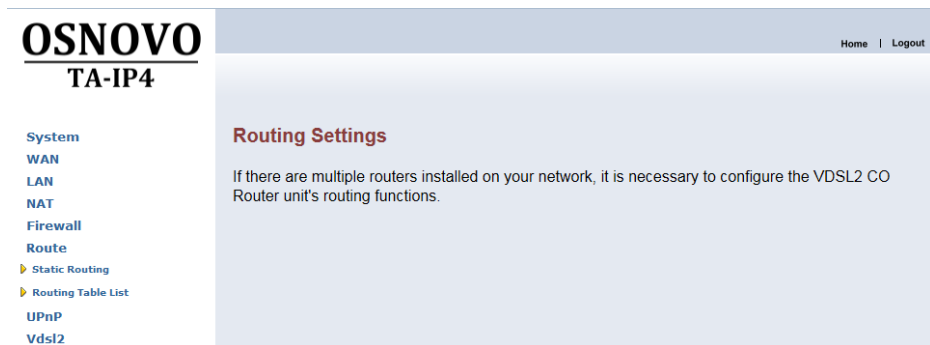 OSNOVO
TA-IP4
Home | Logout
System
WAN
LAN
NAT
Firewall
Route
Static Routing
Routing Table List
UPnP
Vdsl2
Routing Settings
If there are multiple routers installed on your network, it is necessary to configure the VDSL2 CO
Router unit's routing functions.